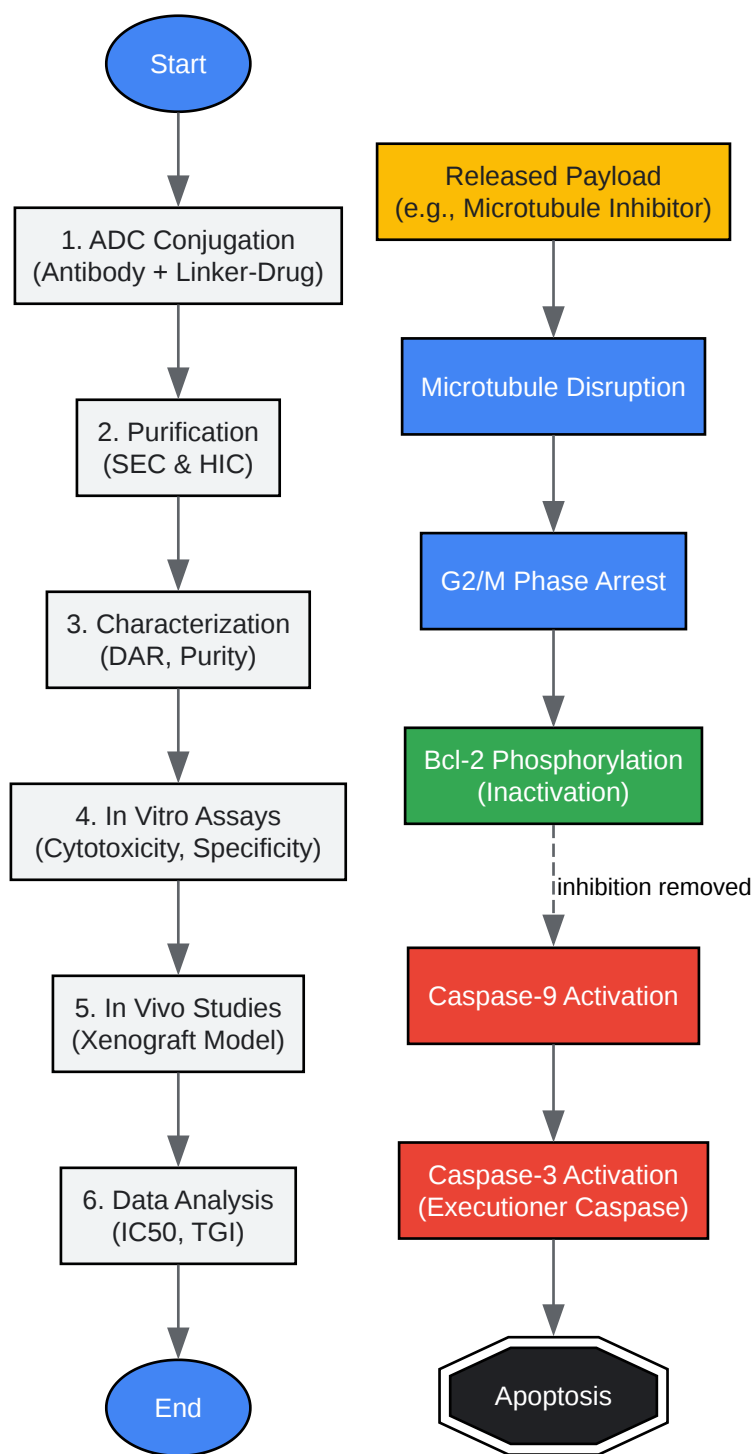 Start
1. ADC Conjugation
(Antibody + Linker-Drug)
2. Purification
(SEC & HIC)
3. Characterization
(DAR, Purity)
4. In Vitro Assays
(Cytotoxicity, Specificity)
5. In Vivo Studies
(Xenograft Model)
6. Data Analysis
(IC50, TGI)
End
Released Payload
(e.g., Microtubule Inhibitor)
Microtubule Disruption
G2/M Phase Arrest
Bcl-2 Phosphorylation
(Inactivation)
inhibition removed
Caspase-9 Activation
Caspase-3 Activation
(Executioner Caspase)
Apoptosis